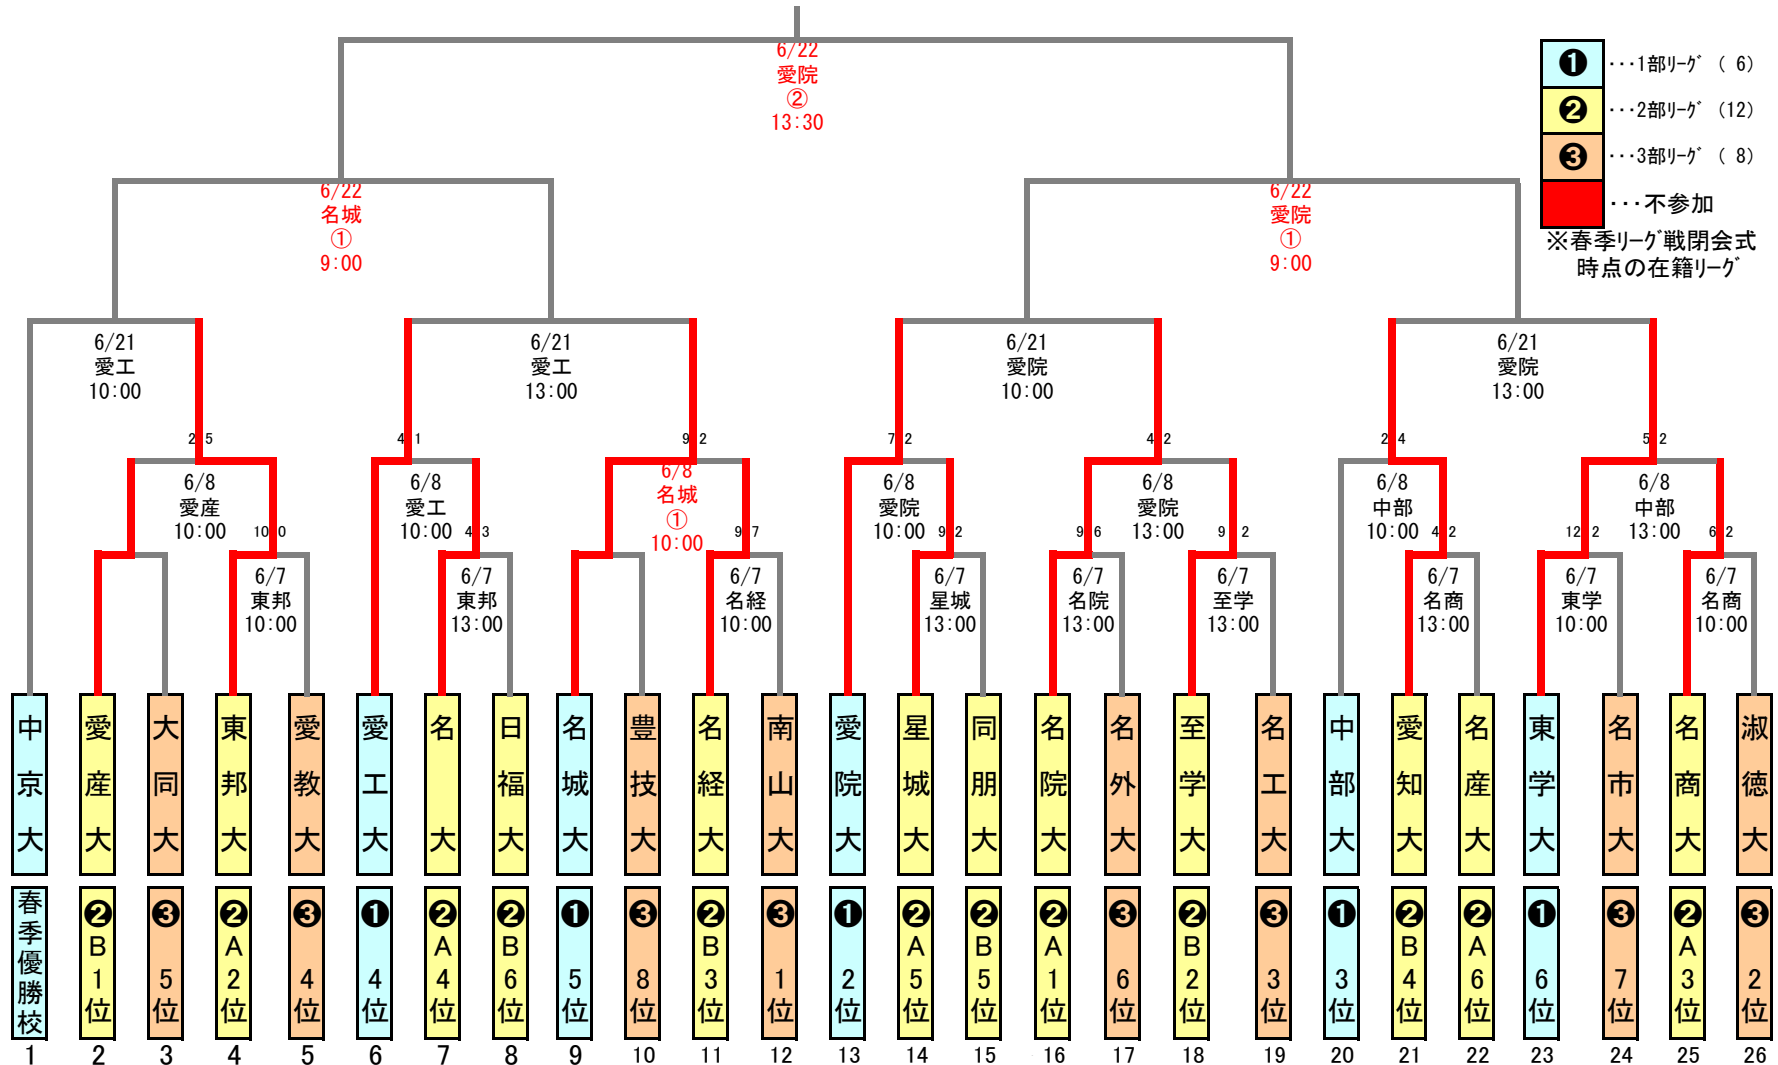 6/22
愛院
②
13:30
❶ ･･･1部ﾘｰｸﾞ ( 6)
❷ ･･･2部ﾘｰｸﾞ (12)
❸ ･･･3部ﾘｰｸﾞ ( 8)
･･･不参加
※春季ﾘｰｸﾞ戦閉会式
時点の在籍ﾘｰｸﾞ
6/22
名城
①
9:00
6/22
愛院
①
9:00
6/21
愛工
10:00
6/21
愛工
13:00
6/21
愛院
10:00
6/21
愛院
13:00
2 5
4 1
9 2
7 2
4 2
2 4
5 2
6/8
愛産
10:00
6/8
愛工
10:00
6/8
名城
①
10:00
6/8
愛院
10:00
6/8
愛院
13:00
6/8
中部
10:00
6/8
中部
13:00
10 0
4 3
9 7
9 2
9 6
9 2
4 2
12 2
6 2
6/7
東邦
10:00
6/7
東邦
13:00
6/7
名経
10:00
6/7
星城
13:00
6/7
名院
13:00
6/7
至学
13:00
6/7
名商
13:00
6/7
東学
10:00
6/7
名商
10:00
中京大
愛産大
大同大
東邦大
愛教大
愛工大
名大
日福大
名城大
豊技大
名経大
南山大
愛院大
星城大
同朋大
名院大
名外大
至学大
名工大
中部大
愛知大
名産大
東学大
名市大
名商大
淑徳大
春季優勝校
❷B1位
❸5位
❷A2位
❸4位
❶4位
❷A4位
❷B6位
❶5位
❸8位
❷B3位
❸1位
❶2位
❷A5位
❷B5位
❷A1位
❸6位
❷B2位
❸3位
❶3位
❷B4位
❷A6位
❶6位
❸7位
❷A3位
❸2位
1 2 3 4 5 6 7 8 9 10 11 12 13 14 15 16 17 18 19 20 21 22 23 24 25 26